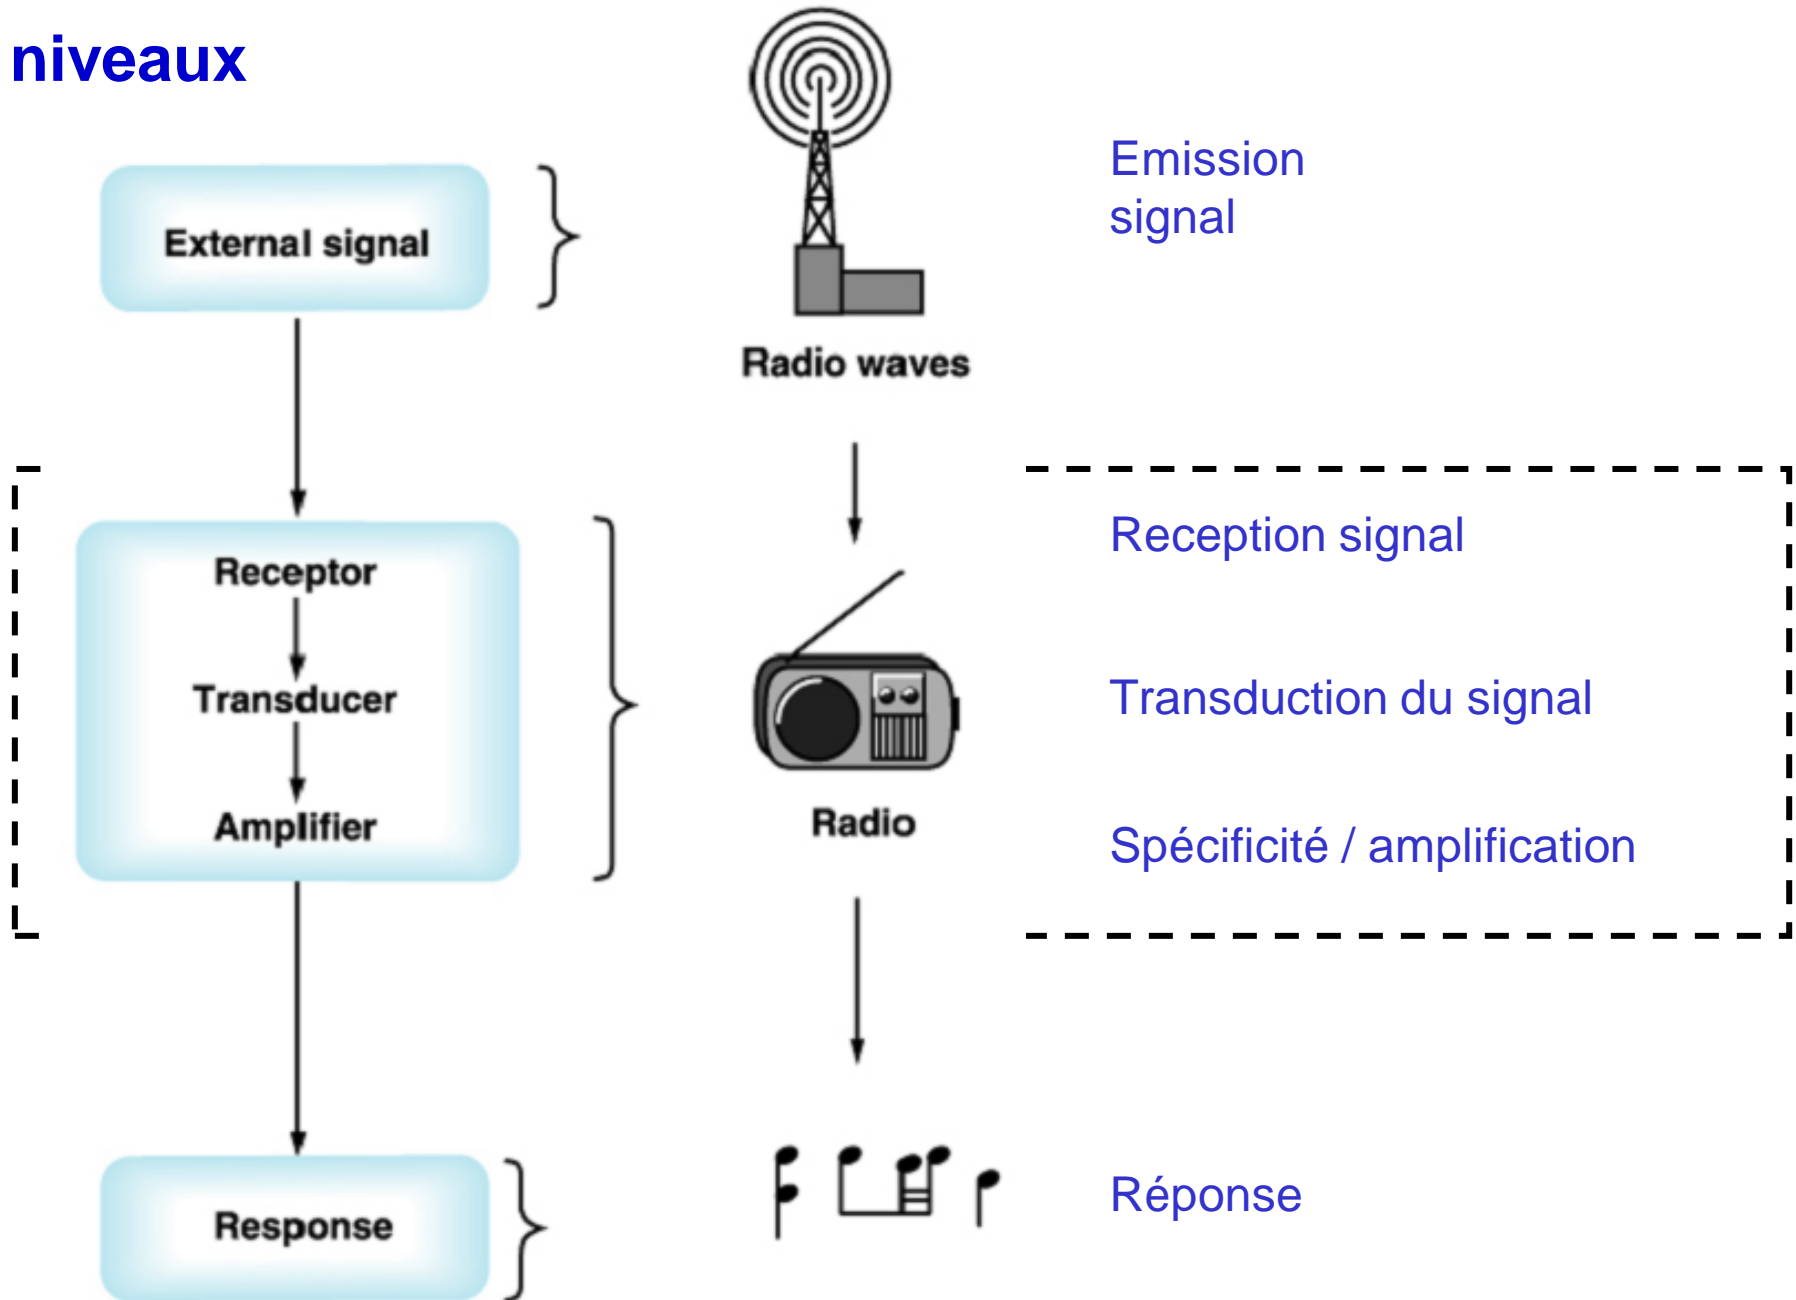 niveaux
External signal
Radio waves
Emission
signal
Receptor
Transducer
Amplifier
Radio
Reception signal
Transduction du signal
Spécificité / amplification
Response
Réponse